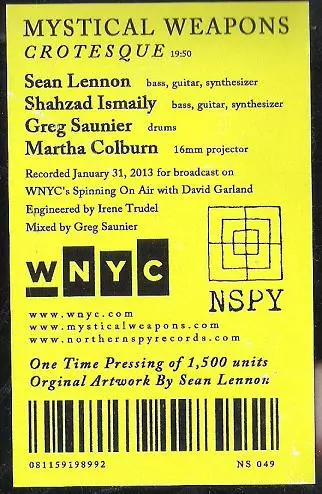 MYSTICAL WEAPONS
CROTESQUE 19:50
Sean Lennon bass, guitar, synthesizer
Shahzad Ismaily bass, guitar, synthesizer
Greg Saunier drums
Martha Colburn 16mm projector
Recorded January 31, 2013 for broadcast on
WNYC's Spinning On Air with David Garland
Engineered by Irene Trudel
Mixed by Greg Saunier
WNYC
NSPY
www.wnyc.com
www.mysticalweapons.com
www.northernspyrecords.com
One Time Pressing of 1,500 units
Orginal Artwork By Sean Lennon
081159198992 NS 049